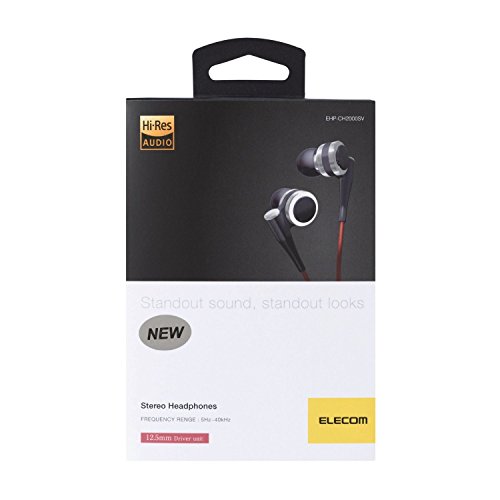 Hi-Res
AUDIO
EHP-CH2000SV
Standout sound, standout looks
NEW
Stereo Headphones
FREQUENCY RENGE : 5Hz-40kHz
12.5mm Driver unit
ELECOM